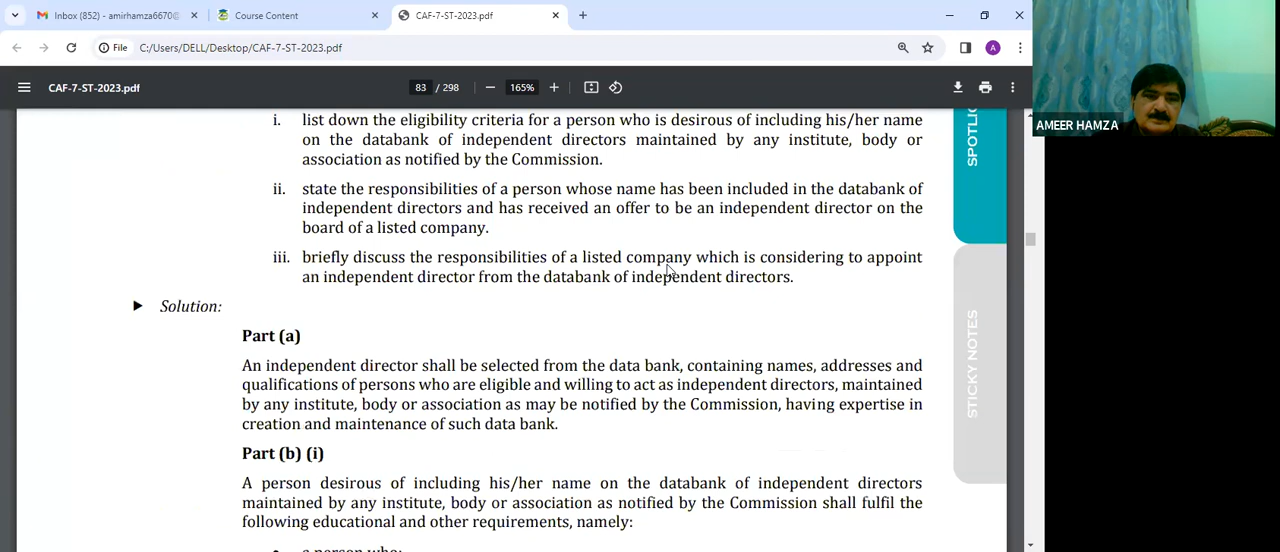 Inbox (852) - amirhamza6670@
Course Content
CAF-7-ST-2023.pdf
File C:/Users/DELL/Desktop/CAF-7-ST-2023.pdf
A
CAF-7-ST-2023.pdf
83 / 298
165%
AMEER HAMZA
i. list down the eligibility criteria for a person who is desirous of including his/her name
on the databank of independent directors maintained by any institute, body or
association as notified by the Commission.
ii. state the responsibilities of a person whose name has been included in the databank of
independent directors and has received an offer to be an independent director on the
board of a listed company.
iii. briefly discuss the responsibilities of a listed company which is considering to appoint
an independent director from the databank of independent directors.
Solution:
Part (a)
An independent director shall be selected from the data bank, containing names, addresses and
qualifications of persons who are eligible and willing to act as independent directors, maintained
by any institute, body or association as may be notified by the Commission, having expertise in
creation and maintenance of such data bank.
Part (b) (i)
A person desirous of including his/her name on the databank of independent directors
maintained by any institute, body or association as notified by the Commission shall fulfil the
following educational and other requirements, namely:
• a person who:
SPOTLIG
STICKY NOTES